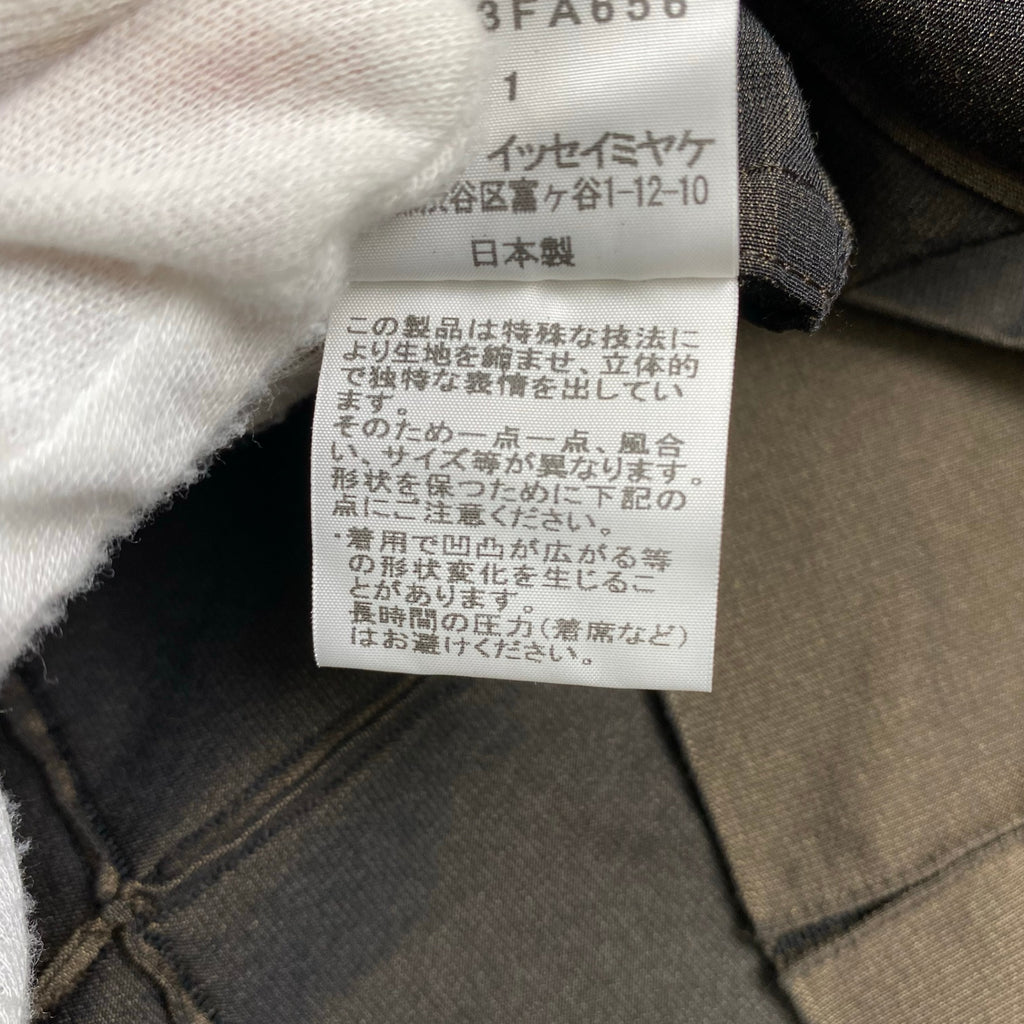 3FA656
1
イッセイミヤケ
谷区富ヶ谷1-12-10
日本製
この製品は特殊な技法に
より生地を縮ませ、立体的
で独特な表情を出してい
ます。
そのため一点一点、風合
い、サイズ等が異なります。
形状を保つために下記の
点にご注意ください。
・着用で凹凸が広がる等
の形状変化を生じるこ
とがあります。
長時間の圧力(着席など)
はお避けください。